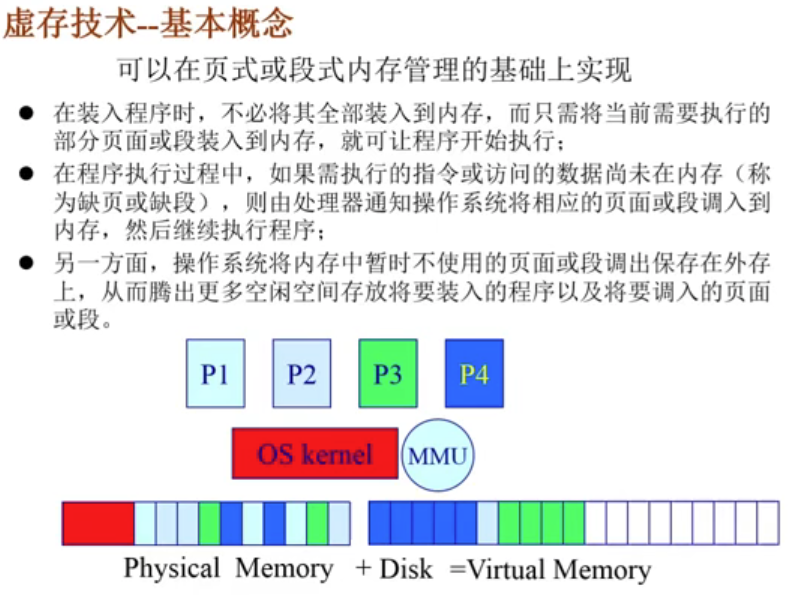 虚存技术--基本概念
可以在页式或段式内存管理的基础上实现
● 在装入程序时，不必将其全部装入到内存，而只需将当前需要执行的
部分页面或段装入到内存，就可让程序开始执行；
● 在程序执行过程中，如果需执行的指令或访问的数据尚未在内存（称
为缺页或缺段），则由处理器通知操作系统将相应的页面或段调入到
内存，然后继续执行程序；
● 另一方面，操作系统将内存中暂时不使用的页面或段调出保存在外存
上，从而腾出更多空闲空间存放将要装入的程序以及将要调入的页面
或段。
P1 P2 P3 P4
OS kernel MMU
Physical Memory + Disk =Virtual Memory